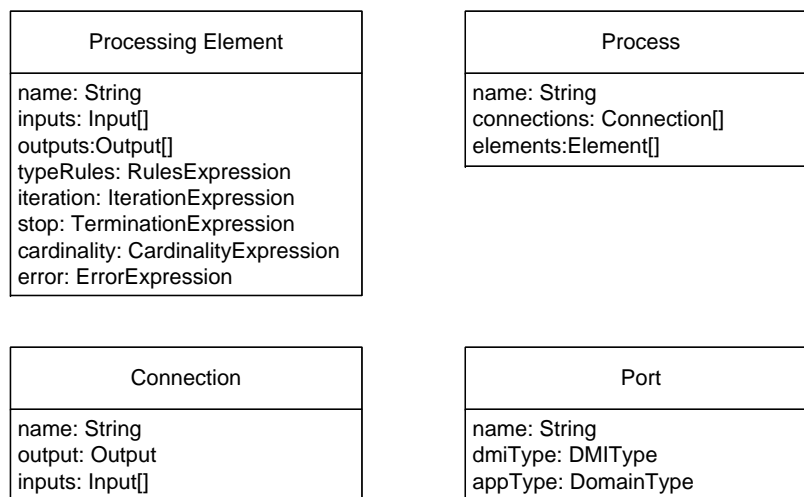 Processing Element
name: String
inputs: Input[]
outputs:Output[]
typeRules: RulesExpression
iteration: IterationExpression
stop: TerminationExpression
cardinality: CardinalityExpression
error: ErrorExpression
Process
name: String
connections: Connection[]
elements:Element[]
Connection
name: String
output: Output
inputs: Input[]
Port
name: String
dmiType: DMIType
appType: DomainType